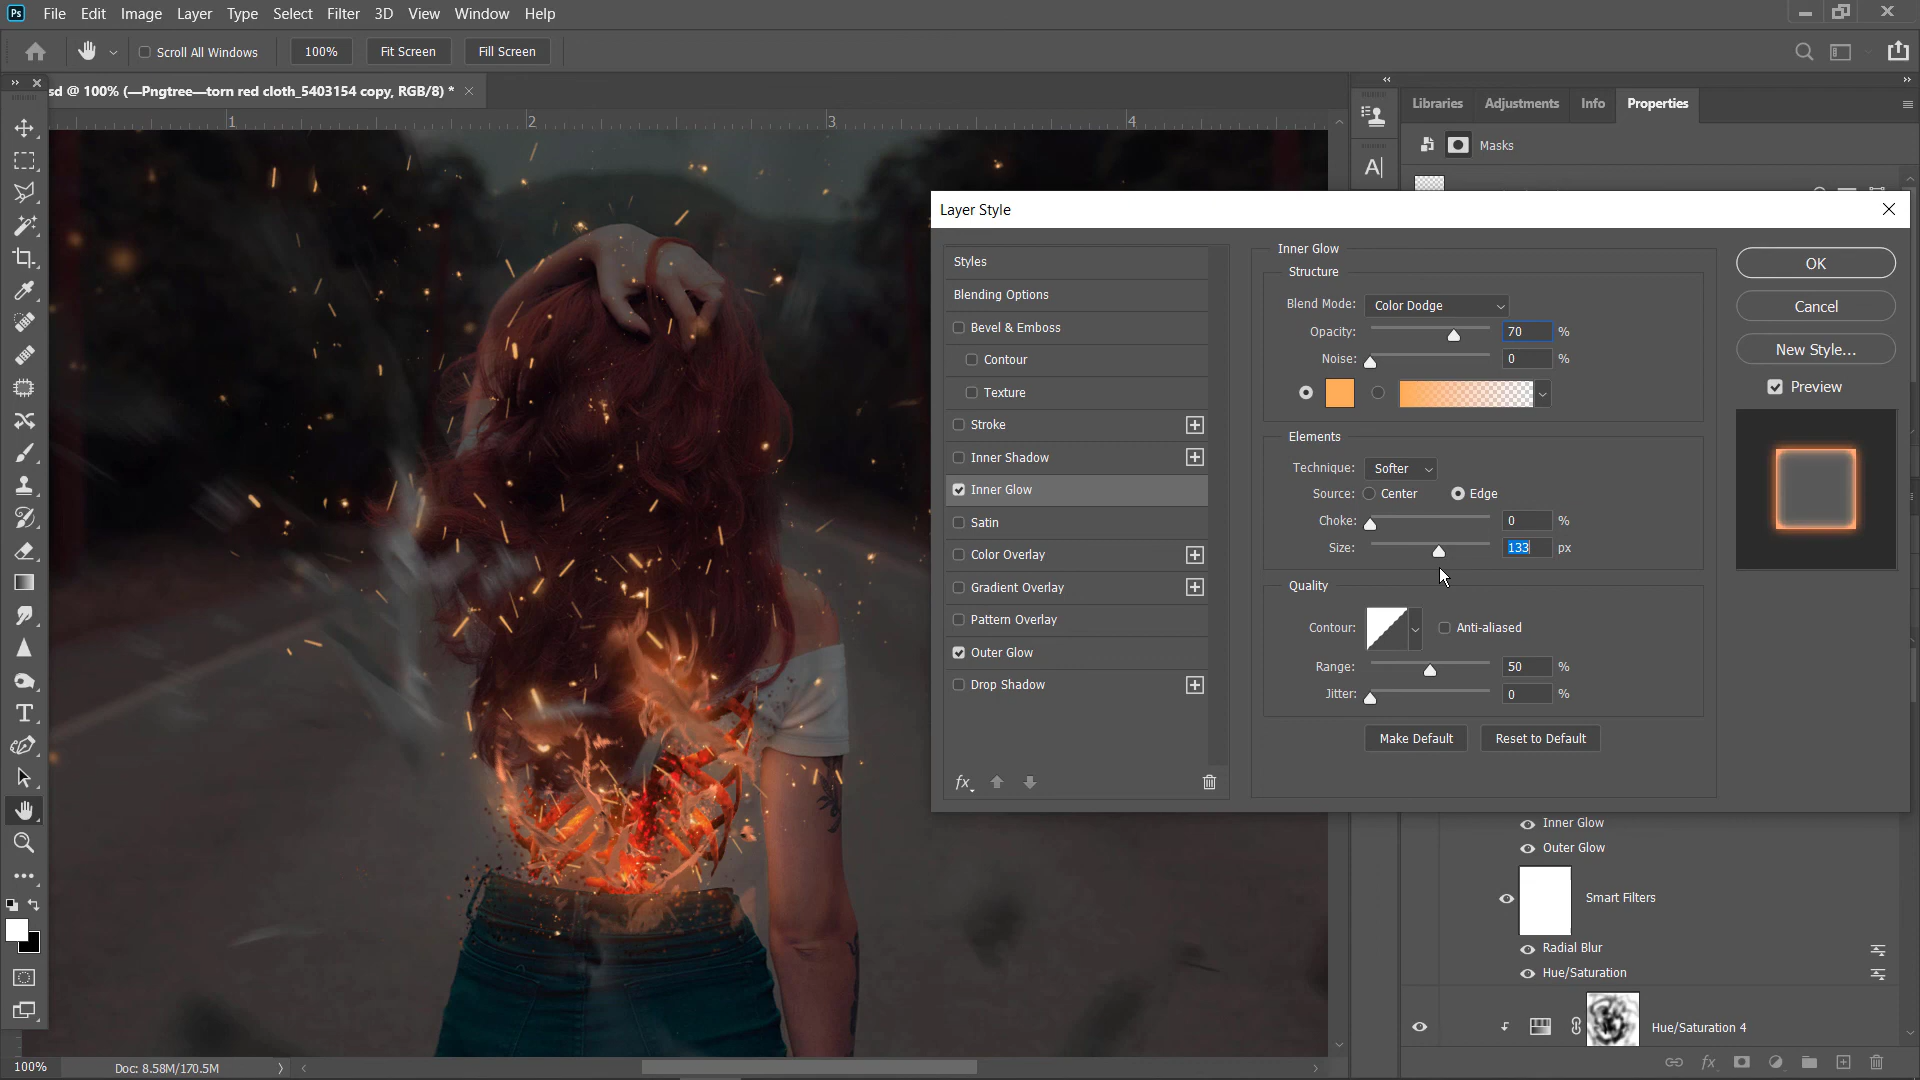 Ps File Edit Image Layer Type Select Filter 3D View Window Help
Scroll All Windows 100% Fit Screen Fill Screen
sd @ 100% (—Pngtree—torn red cloth_5403154 copy, RGB/8) *
1 2 3 4
Libraries Adjustments Info Properties
Masks
A
Layer Style
Styles
Blending Options
Bevel & Emboss
Contour
Texture
Stroke
Inner Shadow
Inner Glow
Satin
Color Overlay
Gradient Overlay
Pattern Overlay
Outer Glow
Drop Shadow
fx
Inner Glow
Structure
Blend Mode: Color Dodge
Opacity: 70 %
Noise: 0 %
Elements
Technique: Softer
Source: Center Edge
Choke: 0 %
Size: 133 px
Quality
Contour: Anti-aliased
Range: 50 %
Jitter: 0 %
Make Default Reset to Default
OK
Cancel
New Style...
Preview
Inner Glow
Outer Glow
Smart Filters
Radial Blur
Hue/Saturation
Hue/Saturation 4
fx
T
100% Doc: 8.58M/170.5M